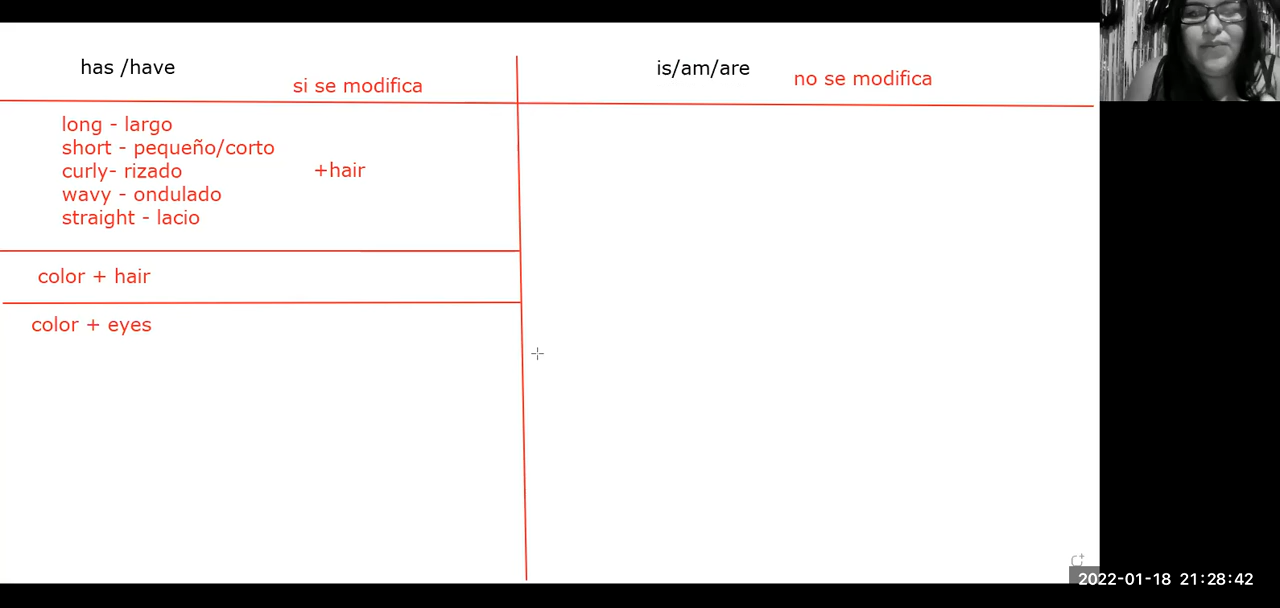 has /have
si se modifica
is/am/are
no se modifica
long - largo
short - pequeño/corto
curly- rizado
+hair
wavy - ondulado
straight - lacio
color + hair
color + eyes
2022-01-18 21:28:42